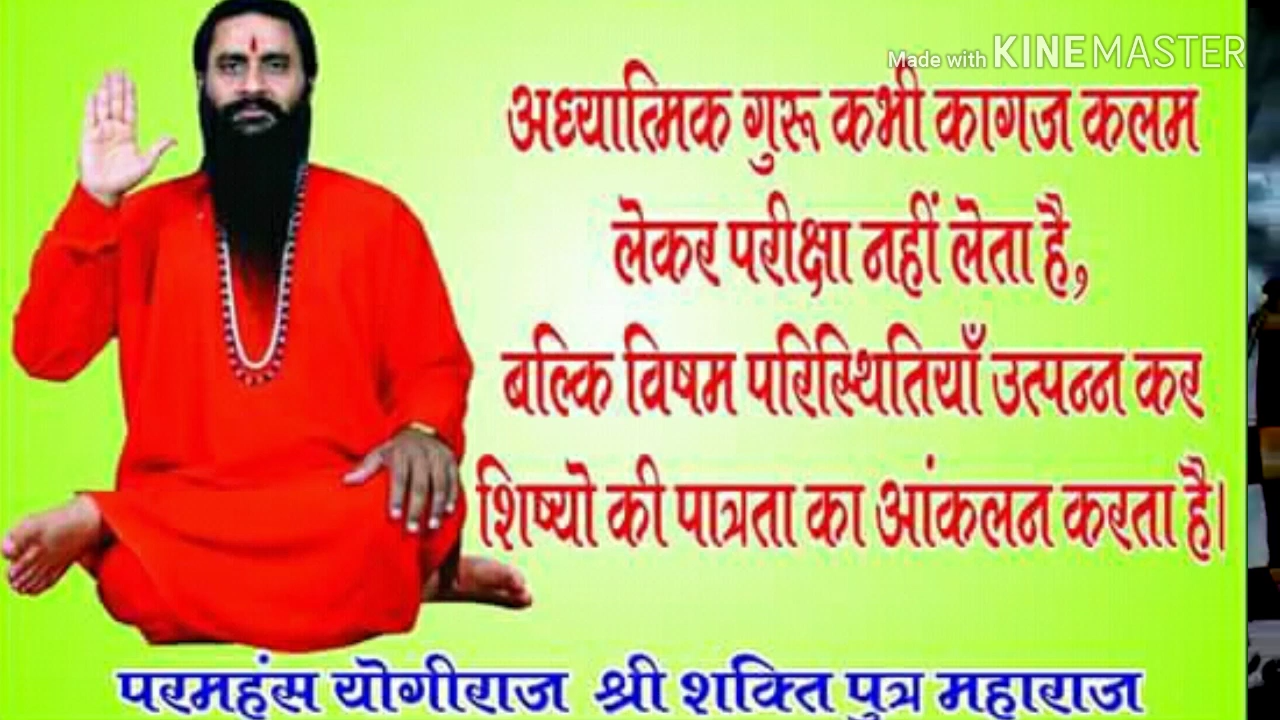 Made with KINEMASTER
अध्यात्मिक गुरू कभी कागज कलम
लेकर परीक्षा नहीं लेता है,
बल्कि विषम परिस्थितियाँ उत्पन्न कर
शिष्यो की पात्रता का आंकलन करता है।
परमहंस योगीराज श्री शक्ति पुत्र महाराज